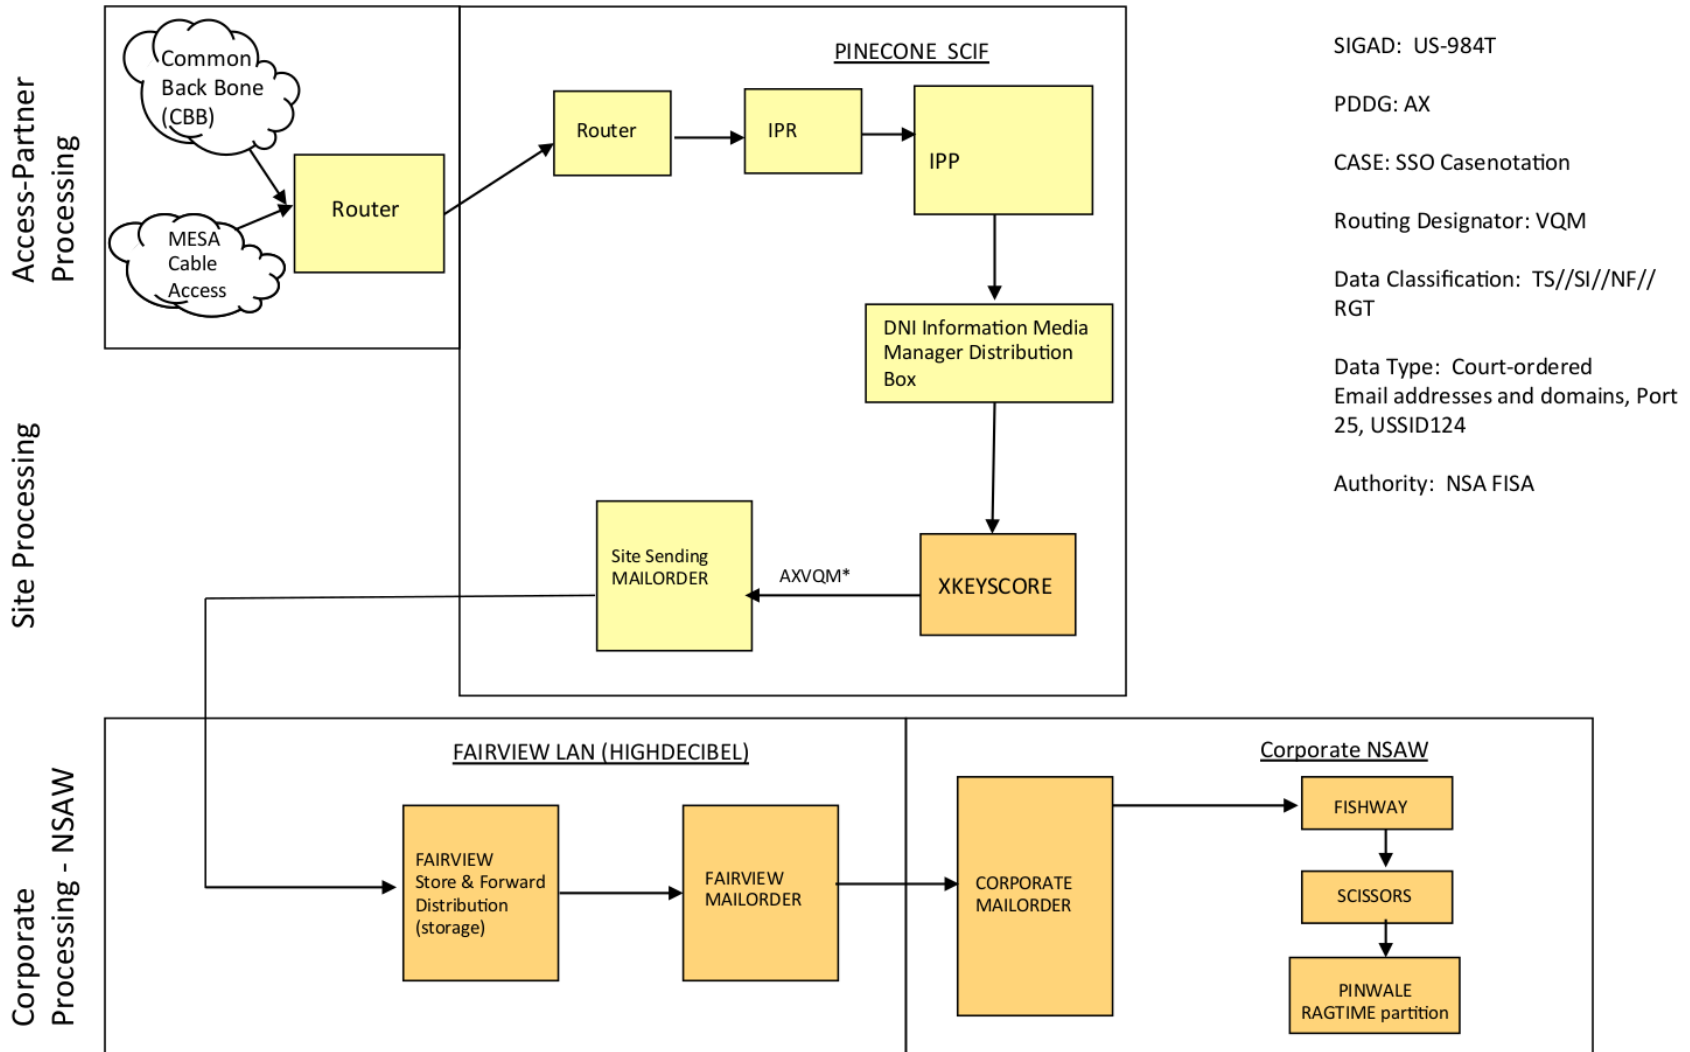 Access-Partner
Processing
Common
Back Bone
(CBB)
MESA
Cable
Access
Router
PINECONE SCIF
Router
IPR
IPP
DNI Information Media
Manager Distribution
Box
Site Processing
Site Sending
MAILORDER
AXVQM*
XKEYSCORE
SIGAD: US-984T
PDDG: AX
CASE: SSO Casenotation
Routing Designator: VQM
Data Classification: TS//SI//NF//
RGT
Data Type: Court-ordered
Email addresses and domains, Port
25, USSID124
Authority: NSA FISA
Corporate
Processing - NSAW
FAIRVIEW LAN (HIGHDECIBEL)
FAIRVIEW
Store & Forward
Distribution
(storage)
FAIRVIEW
MAILORDER
Corporate NSAW
CORPORATE
MAILORDER
FISHWAY
SCISSORS
PINWALE
RAGTIME partition